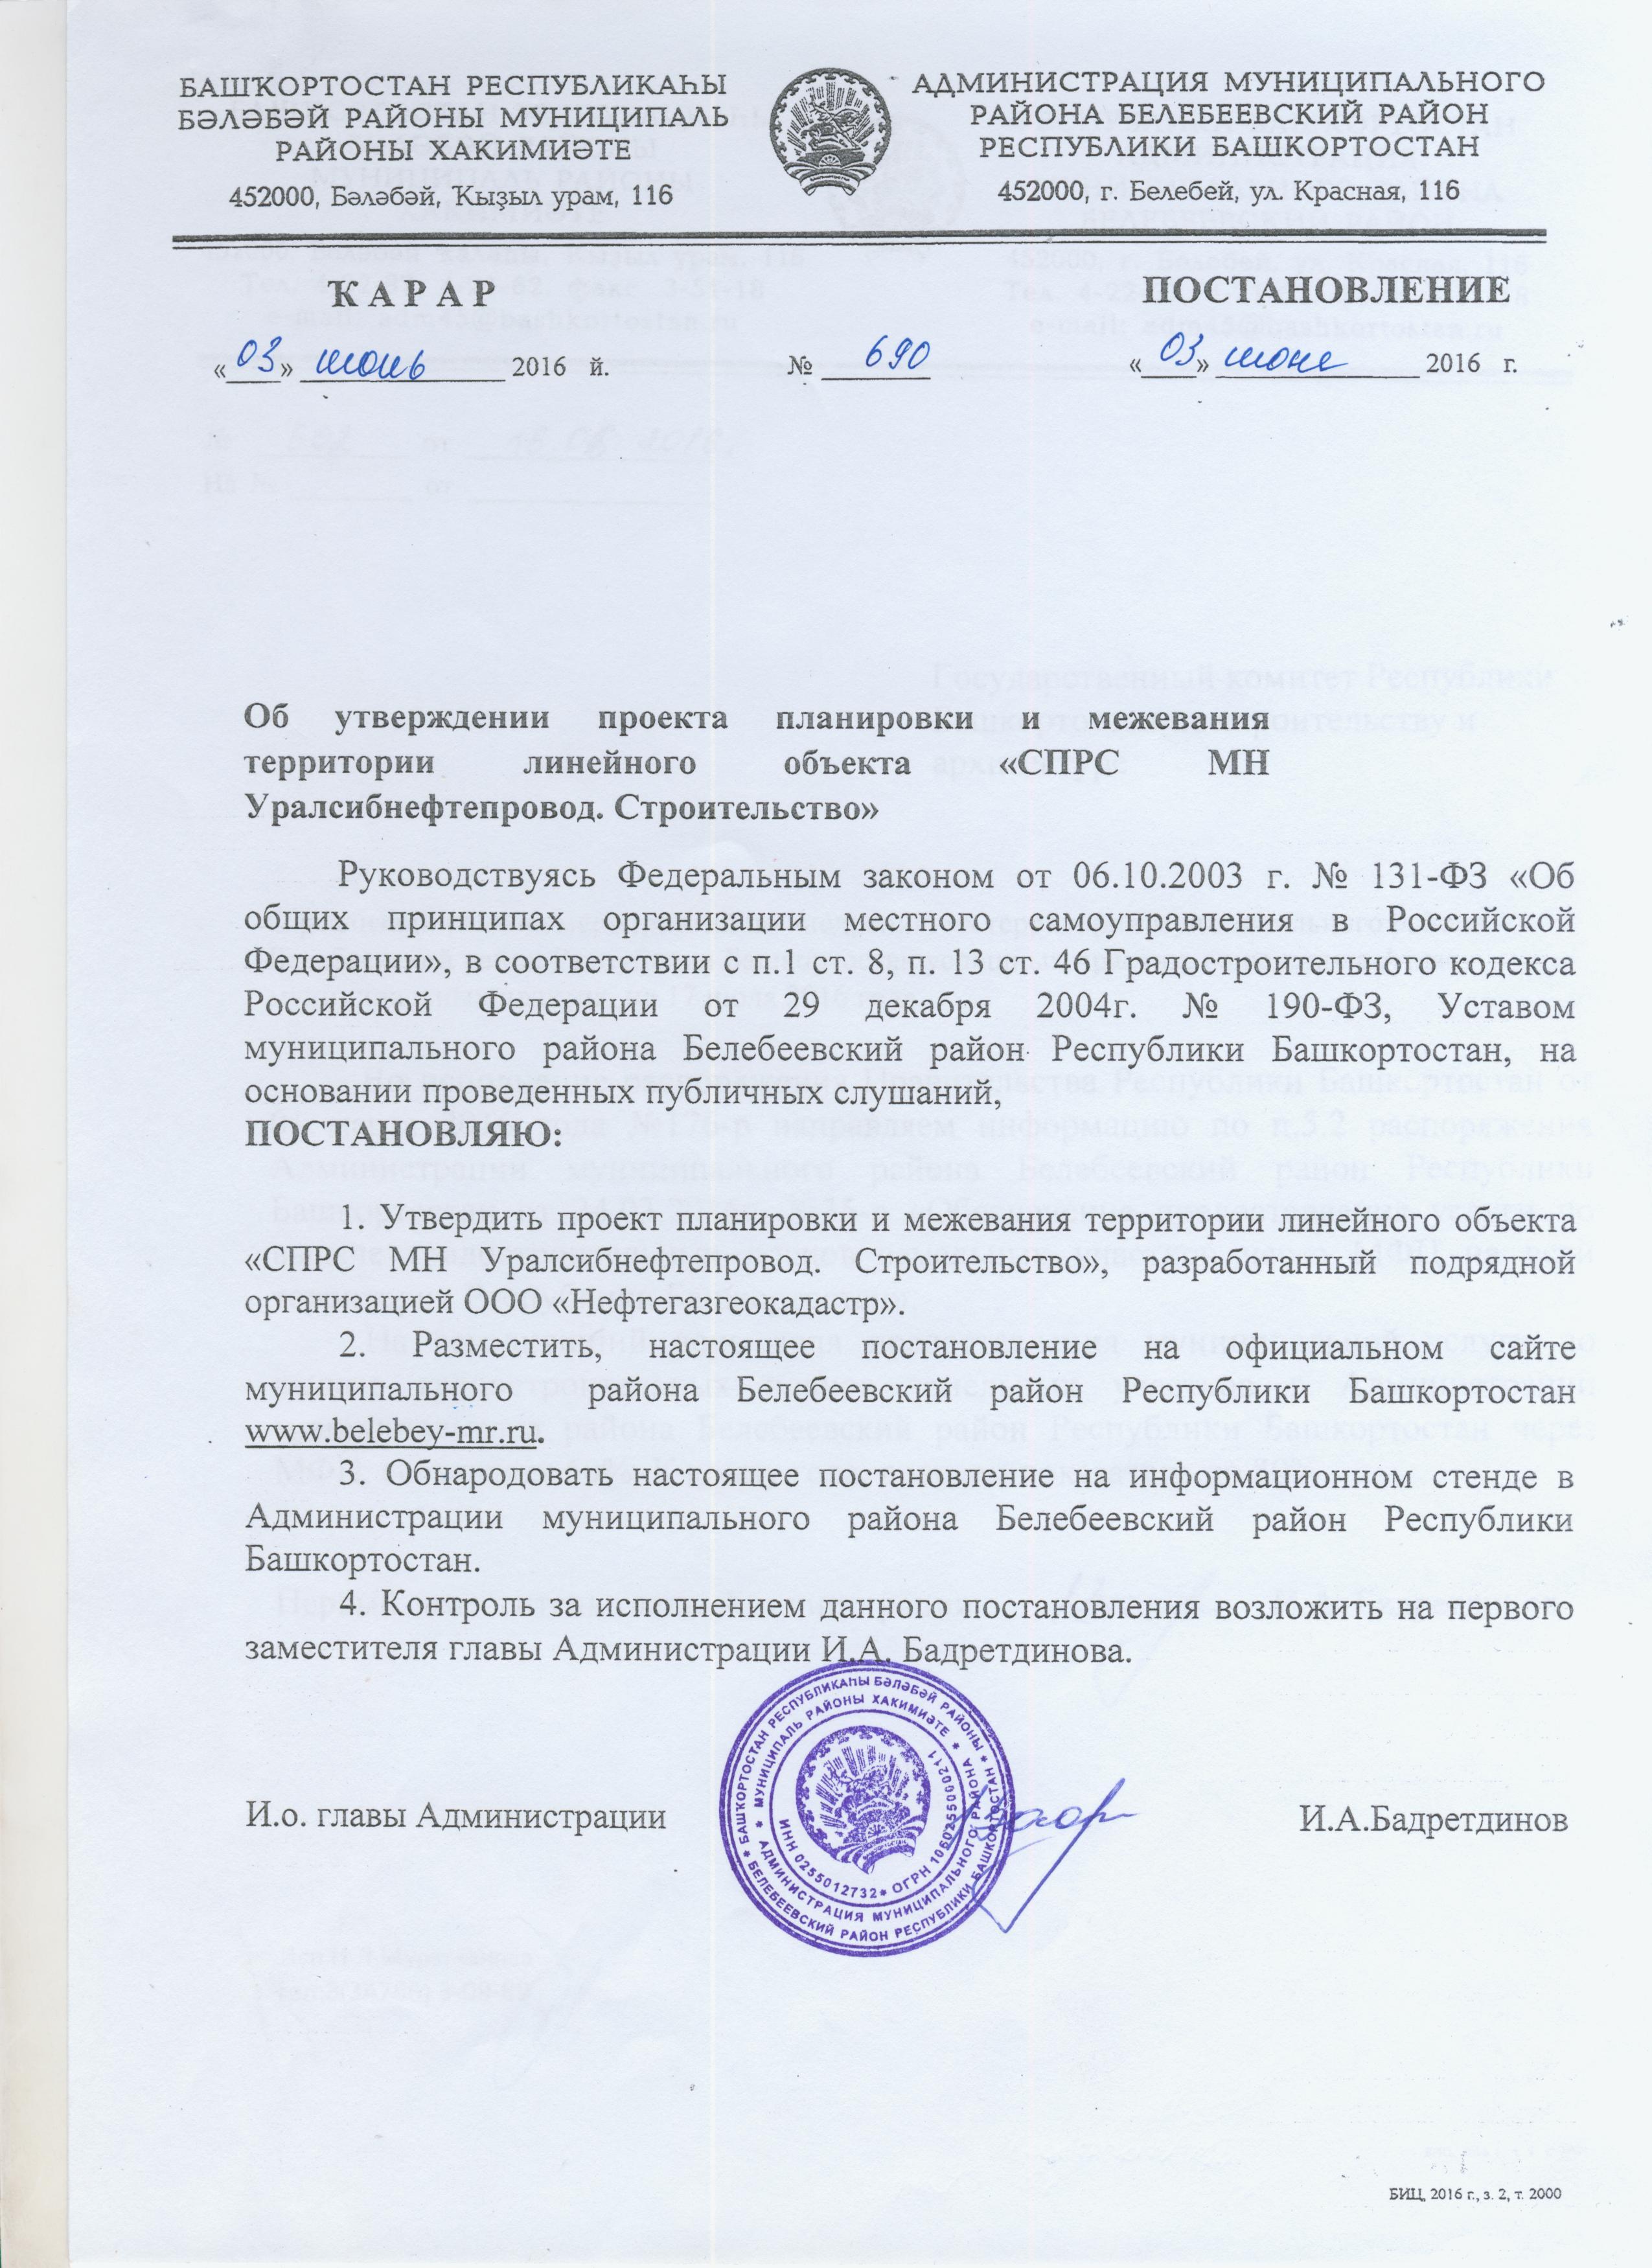 БАШҠОРТОСТАН РЕСПУБЛИКАҺЫ
БӘЛӘБӘЙ РАЙОНЫ МУНИЦИПАЛЬ
РАЙОНЫ ХАКИМИӘТЕ
452000, Бәләбәй, Ҡыҙыл урам, 116
АДМИНИСТРАЦИЯ МУНИЦИПАЛЬНОГО
РАЙОНА БЕЛЕБЕЕВСКИЙ РАЙОН
РЕСПУБЛИКИ БАШКОРТОСТАН
452000, г. Белебей, ул. Красная, 116
ҠАРАР
ПОСТАНОВЛЕНИЕ
«03» июнь 2016 й.
№ 690
«03» июня 2016 г.
Об утверждении проекта планировки и межевания
территории линейного объекта «СПРС МН
Уралсибнефтепровод. Строительство»
Руководствуясь Федеральным законом от 06.10.2003 г. № 131-ФЗ «Об
общих принципах организации местного самоуправления в Российской
Федерации», в соответствии с п.1 ст. 8, п. 13 ст. 46 Градостроительного кодекса
Российской Федерации от 29 декабря 2004г. № 190-ФЗ, Уставом
муниципального района Белебеевский район Республики Башкортостан, на
основании проведенных публичных слушаний,
ПОСТАНОВЛЯЮ:
1. Утвердить проект планировки и межевания территории линейного объекта
«СПРС МН Уралсибнефтепровод. Строительство», разработанный подрядной
организацией ООО «Нефтегазгеокадастр».
2. Разместить, настоящее постановление на официальном сайте
муниципального района Белебеевский район Республики Башкортостан
www.belebey-mr.ru.
3. Обнародовать настоящее постановление на информационном стенде в
Администрации муниципального района Белебеевский район Республики
Башкортостан.
4. Контроль за исполнением данного постановления возложить на первого
заместителя главы Администрации И.А. Бадретдинова.
И.о. главы Администрации
И.А.Бадретдинов
БАШҠОРТОСТАН РЕСПУБЛИКАҺЫ БӘЛӘБӘЙ РАЙОНЫ
БЕЛЕБЕЕВСКИЙ РАЙОН РЕСПУБЛИКИ БАШКОРТОСТАН
МУНИЦИПАЛЬ РАЙОНЫ ХАКИМИӘТЕ
АДМИНИСТРАЦИЯ МУНИЦИПАЛЬНОГО РАЙОНА
ИНН 0255012732 * ОГРН 1060255000211
БИЦ, 2016 г., з. 2, т. 2000